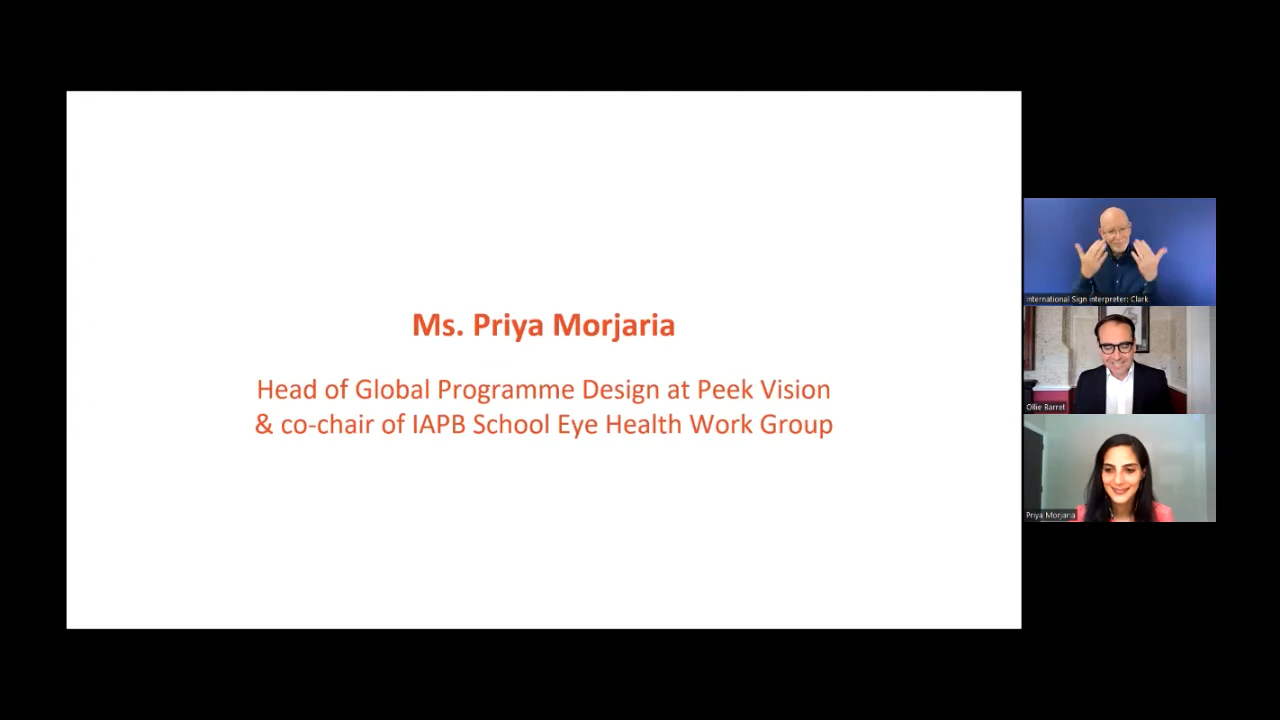 Ms. Priya Morjaria
Head of Global Programme Design at Peek Vision
& co-chair of IAPB School Eye Health Work Group
International Sign interpreter: Clark
Ollie Barret
Priya Morjaria